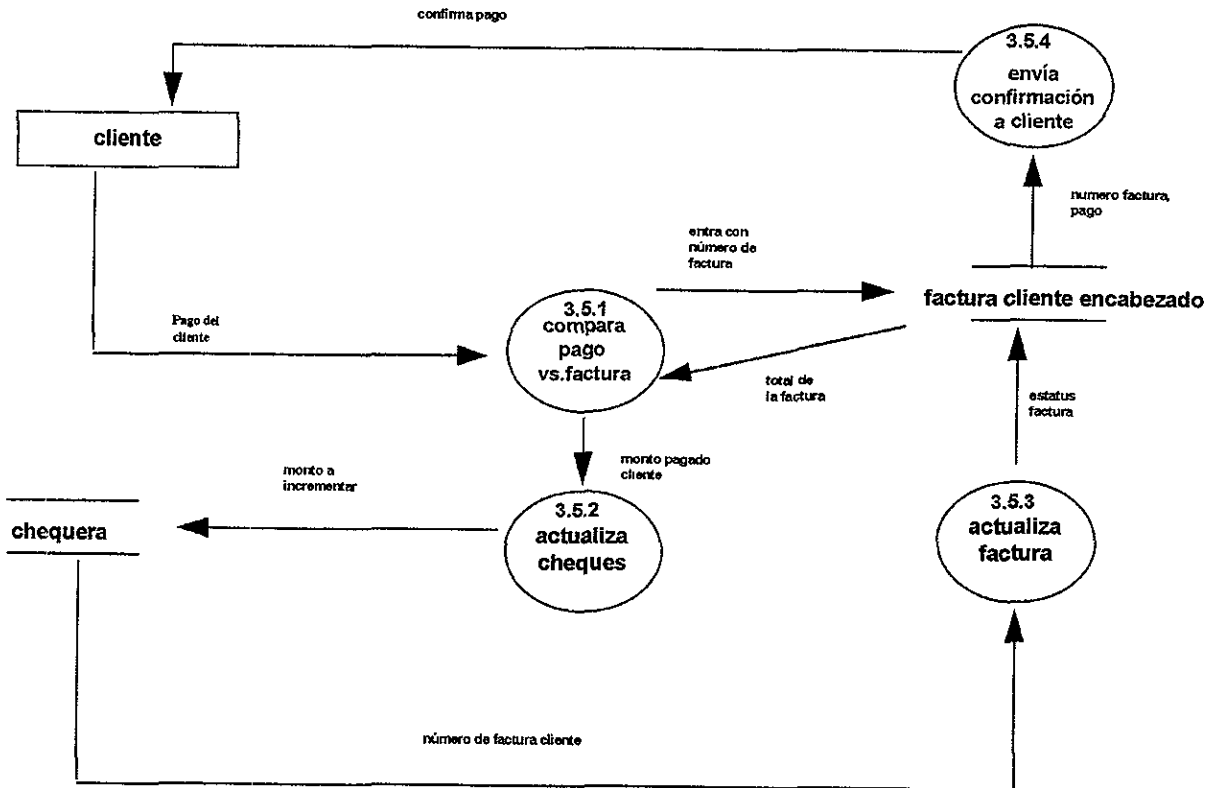 confirma pago
3.5.4
envía
confirmación
a cliente
cliente
numero factura,
pago
entra con
número de
factura
factura cliente encabezado
3.5.1
compara
pago
vs.factura
Pago del
cliente
total de
la factura
estatus
factura
monto pagado
cliente
monto a
incrementar
3.5.2
actualiza
cheques
3.5.3
actualiza
factura
chequera
número de factura cliente